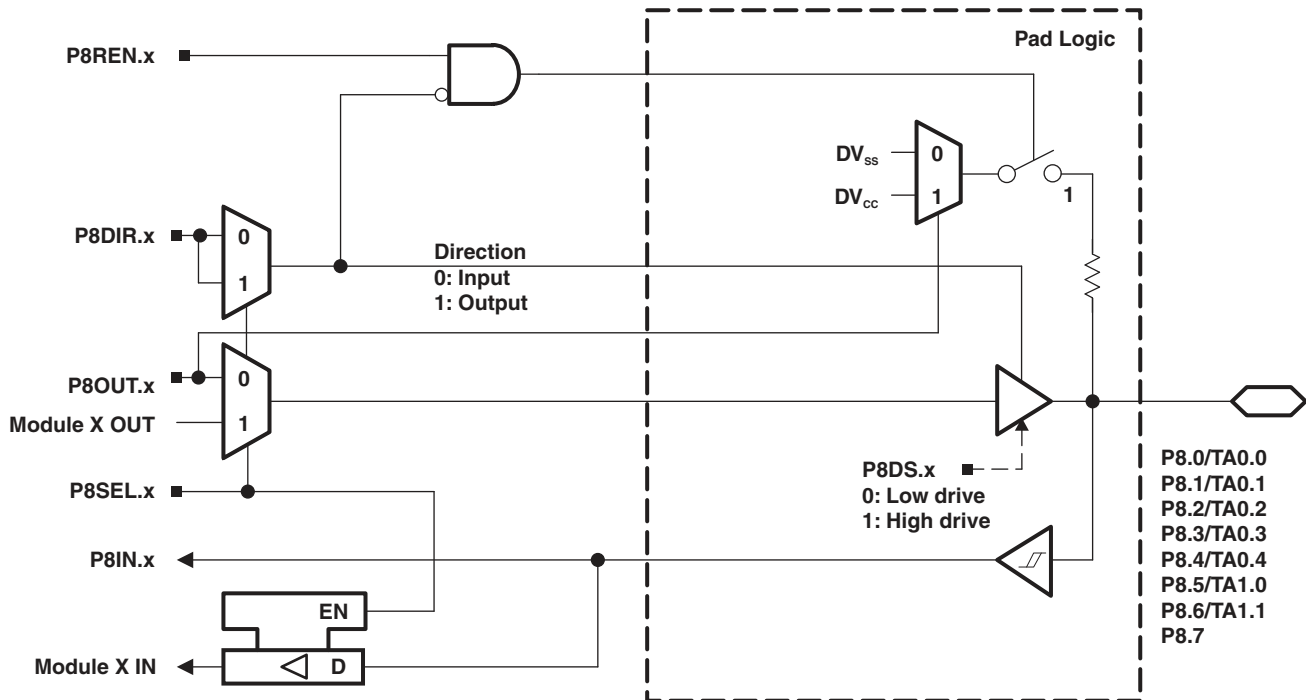 Pad Logic
P8REN.x
DVss
0
DVcc
1
1
P8DIR.x
0
1
Direction
0: Input
1: Output
P8OUT.x
0
Module X OUT
1
P8DS.x
0: Low drive
1: High drive
P8SEL.x
P8IN.x
EN
D
Module X IN
P8.0/TA0.0
P8.1/TA0.1
P8.2/TA0.2
P8.3/TA0.3
P8.4/TA0.4
P8.5/TA1.0
P8.6/TA1.1
P8.7